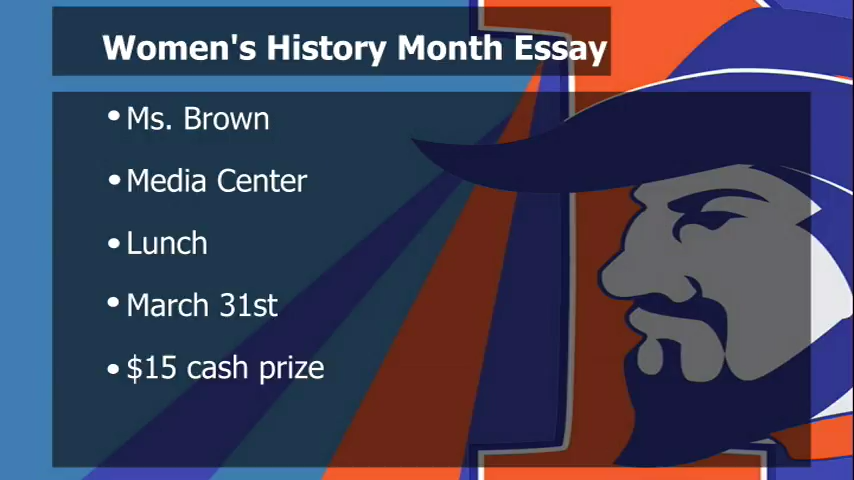 Women's History Month Essay
• Ms. Brown
• Media Center
• Lunch
• March 31st
• $15 cash prize